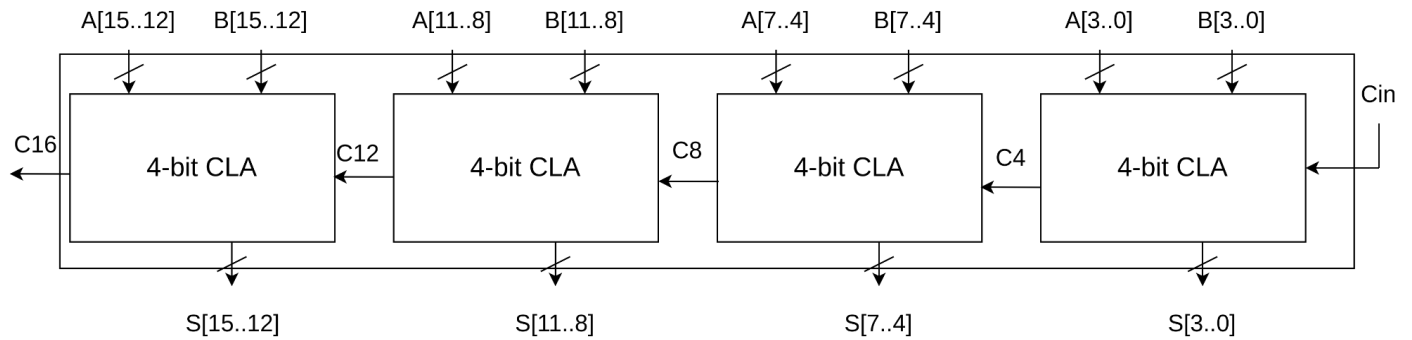 A[15..12] B[15..12] A[11..8] B[11..8] A[7..4] B[7..4] A[3..0] B[3..0]
Cin
C16 4-bit CLA C12 4-bit CLA C8 4-bit CLA C4 4-bit CLA
S[15..12] S[11..8] S[7..4] S[3..0]